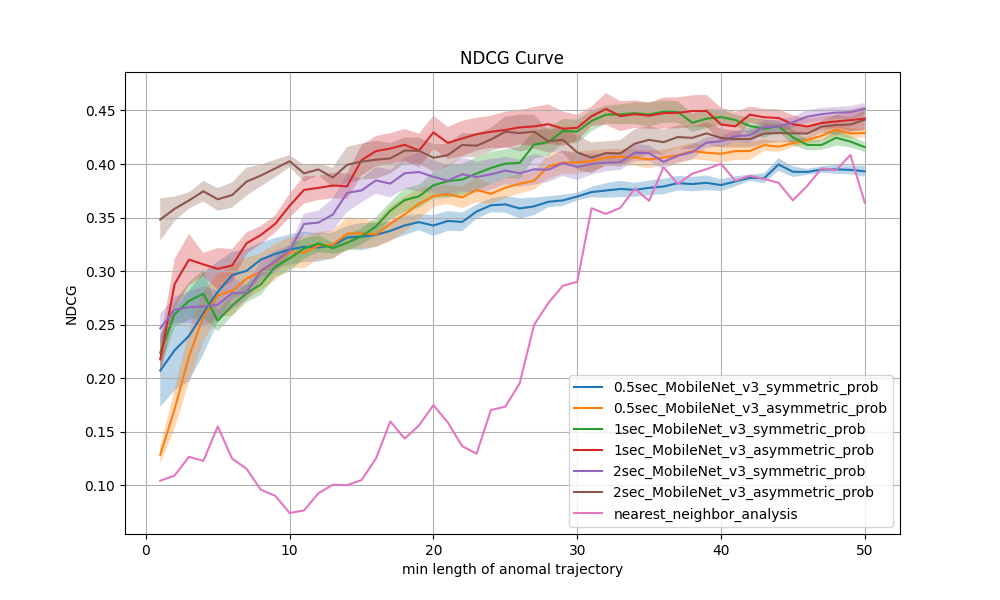 NDCG Curve
NDCG
0.45
0.40
0.35
0.30
0.25
0.20
0.15
0.10
0 10 20 30 40 50
min length of anomal trajectory
0.5sec_MobileNet_v3_symmetric_prob
0.5sec_MobileNet_v3_asymmetric_prob
1sec_MobileNet_v3_symmetric_prob
1sec_MobileNet_v3_asymmetric_prob
2sec_MobileNet_v3_symmetric_prob
2sec_MobileNet_v3_asymmetric_prob
nearest_neighbor_analysis